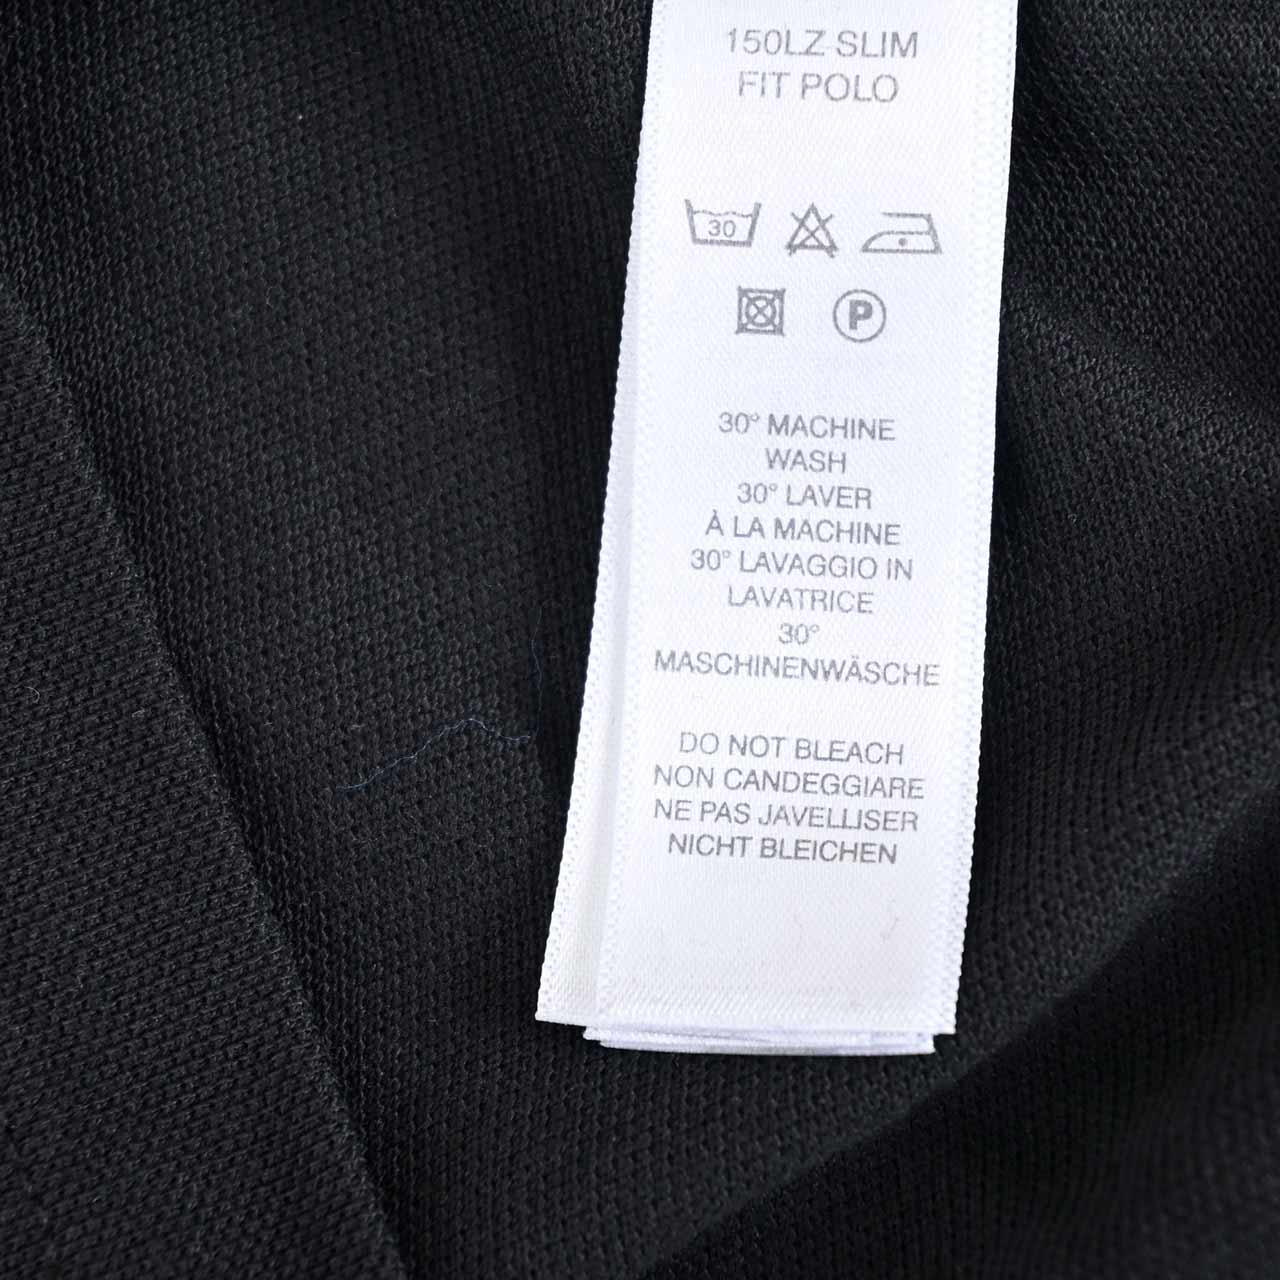 150LZ SLIM
FIT POLO
30
P
30° MACHINE
WASH
30° LAVER
À LA MACHINE
30° LAVAGGIO IN
LAVATRICE
30°
MASCHINENWÄSCHE
DO NOT BLEACH
NON CANDEGGIARE
NE PAS JAVELLISER
NICHT BLEICHEN